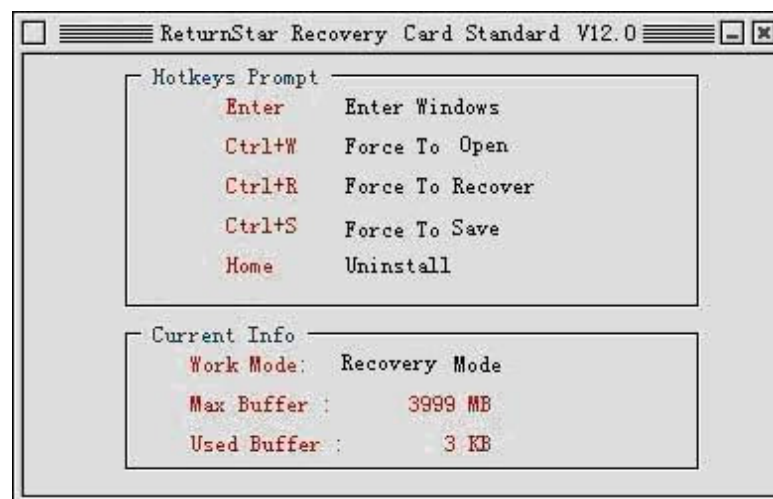 ReturnStar Recovery Card Standard V12.0
Hotkeys Prompt
Enter Enter Windows
Ctrl+W Force To Open
Ctrl+R Force To Recover
Ctrl+S Force To Save
Home Uninstall
Current Info
Work Mode: Recovery Mode
Max Buffer : 3999 MB
Used Buffer : 3 KB